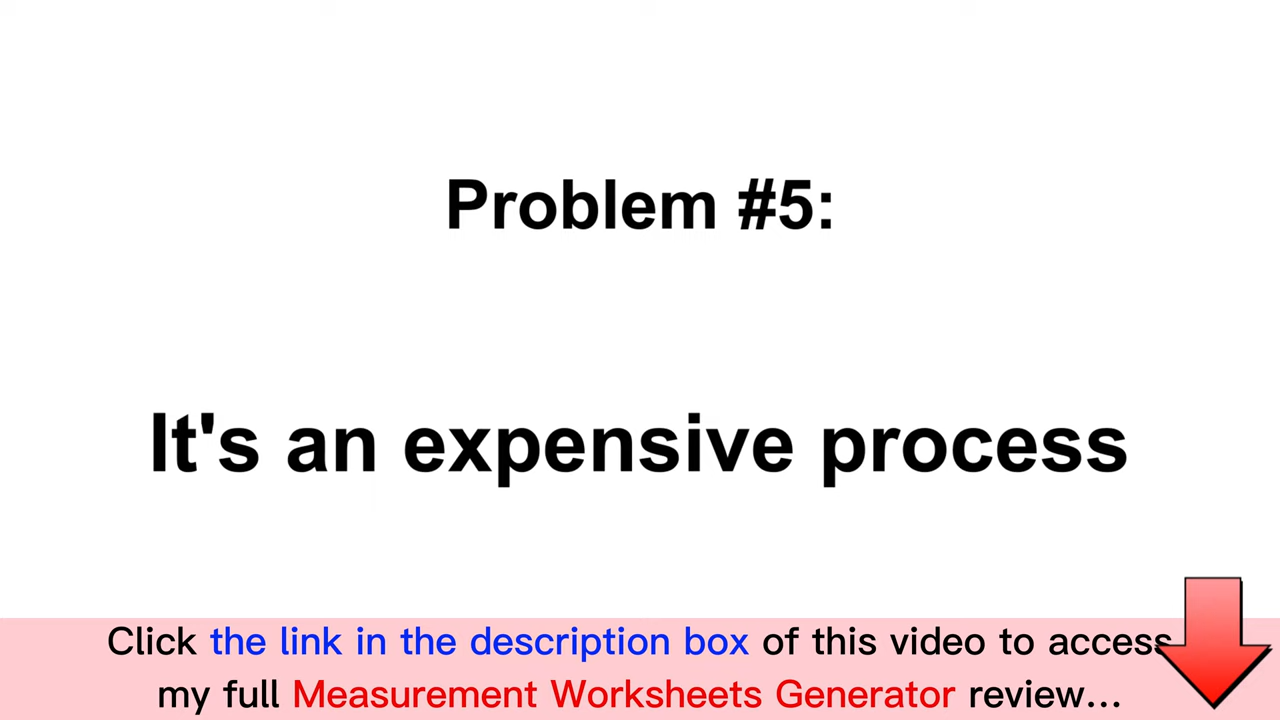 Problem #5:
It's an expensive process
Click the link in the description box of this video to access
my full Measurement Worksheets Generator review...